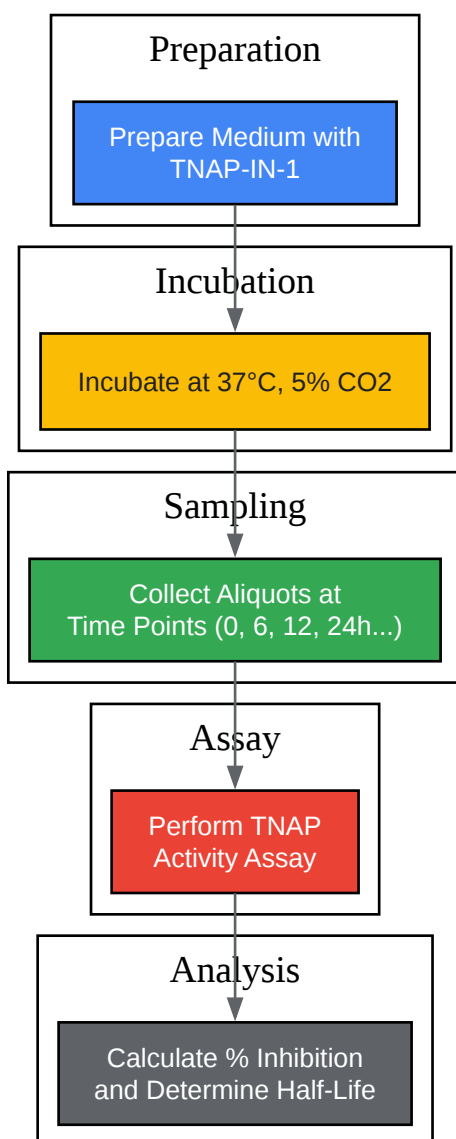 Preparation
Prepare Medium with
TNAP-IN-1
Incubation
Incubate at 37°C, 5% CO2
Sampling
Collect Aliquots at
Time Points (0, 6, 12, 24h...)
Assay
Perform TNAP
Activity Assay
Analysis
Calculate % Inhibition
and Determine Half-Life